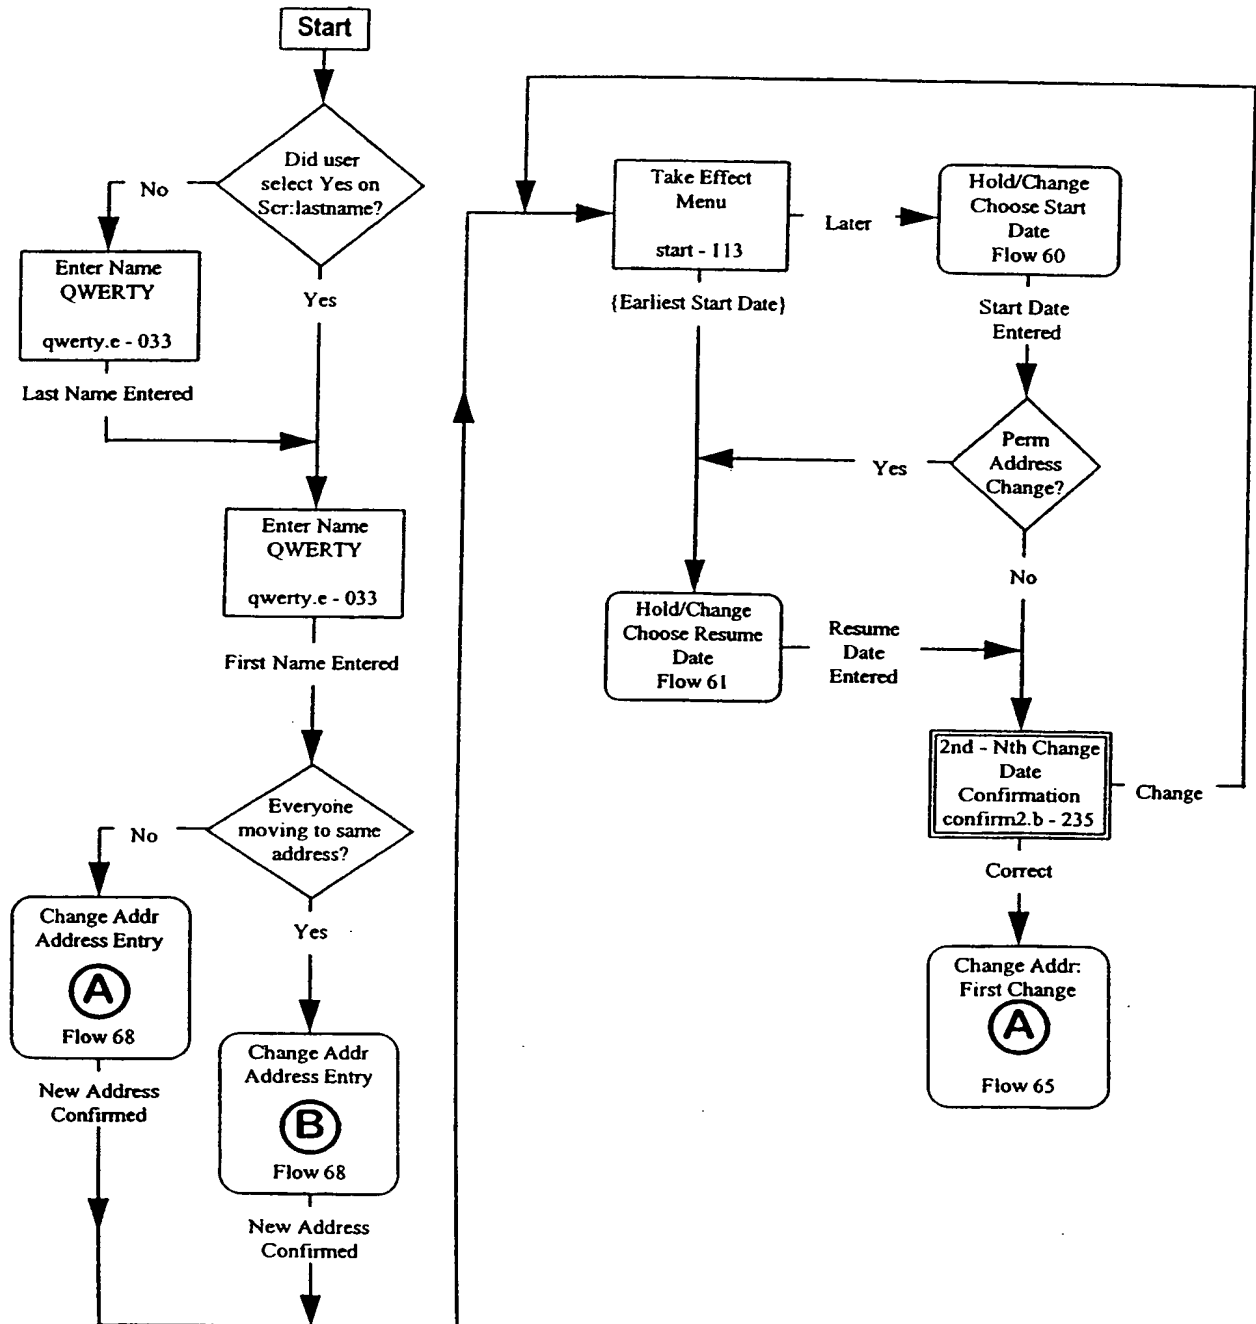 Start
Did user
select Yes on
Scr:lastname?
No
Yes
Enter Name
QWERTY
qwerty.e - 033
Last Name Entered
Enter Name
QWERTY
qwerty.e - 033
First Name Entered
Everyone
moving to same
address?
No
Yes
Change Addr
Address Entry
A
Flow 68
New Address
Confirmed
Change Addr
Address Entry
B
Flow 68
New Address
Confirmed
Take Effect
Menu
start - 113
Later
{Earliest Start Date}
Hold/Change
Choose Start
Date
Flow 60
Start Date
Entered
Perm
Address
Change?
Yes
No
Hold/Change
Choose Resume
Date
Flow 61
Resume
Date
Entered
2nd - Nth Change
Date
Confirmation
confirm2.b - 235
Change
Correct
Change Addr:
First Change
A
Flow 65